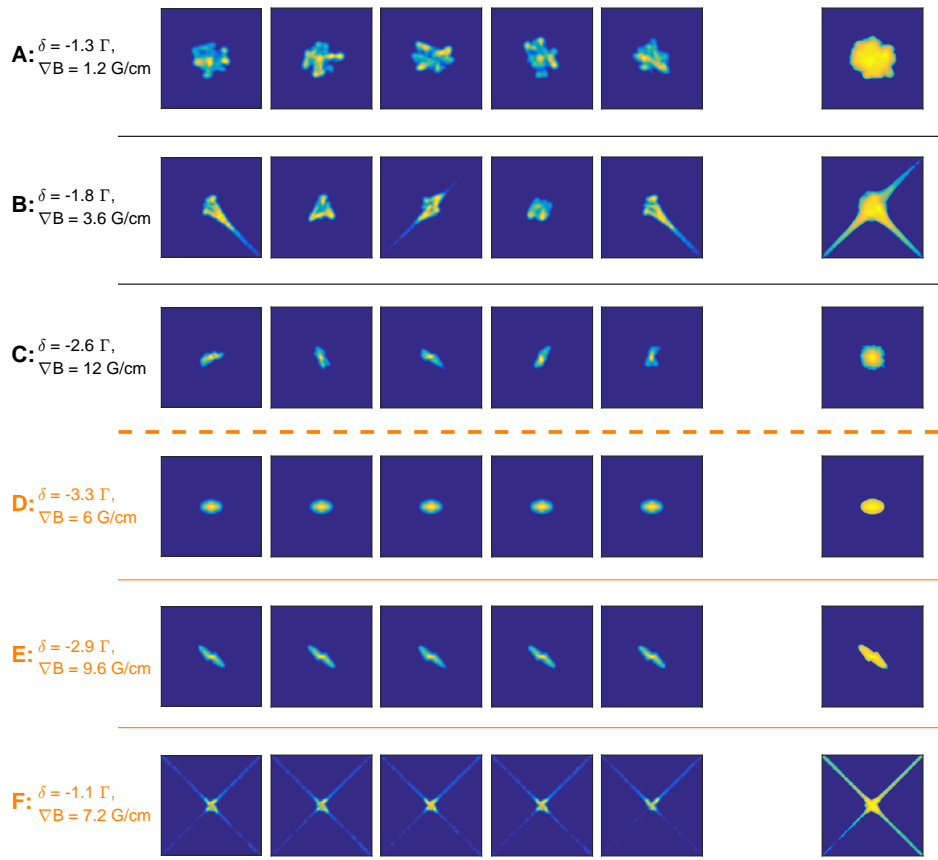 A: δ = -1.3 Γ,
∇B = 1.2 G/cm
B: δ = -1.8 Γ,
∇B = 3.6 G/cm
C: δ = -2.6 Γ,
∇B = 12 G/cm
D: δ = -3.3 Γ,
∇B = 6 G/cm
E: δ = -2.9 Γ,
∇B = 9.6 G/cm
F: δ = -1.1 Γ,
∇B = 7.2 G/cm